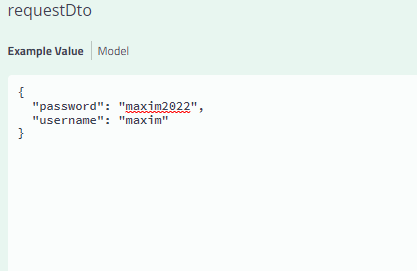 requestDto
Example Value Model
{
  "password": "maxim2022",
  "username": "maxim"
}